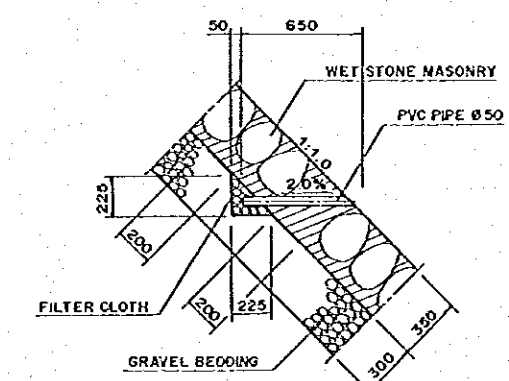 50
650
WET STONE MASONRY
PVC PIPE Ø50
1:1.0
2.0%
225
200
FILTER CLOTH
200
225
GRAVEL BEDDING
300
350